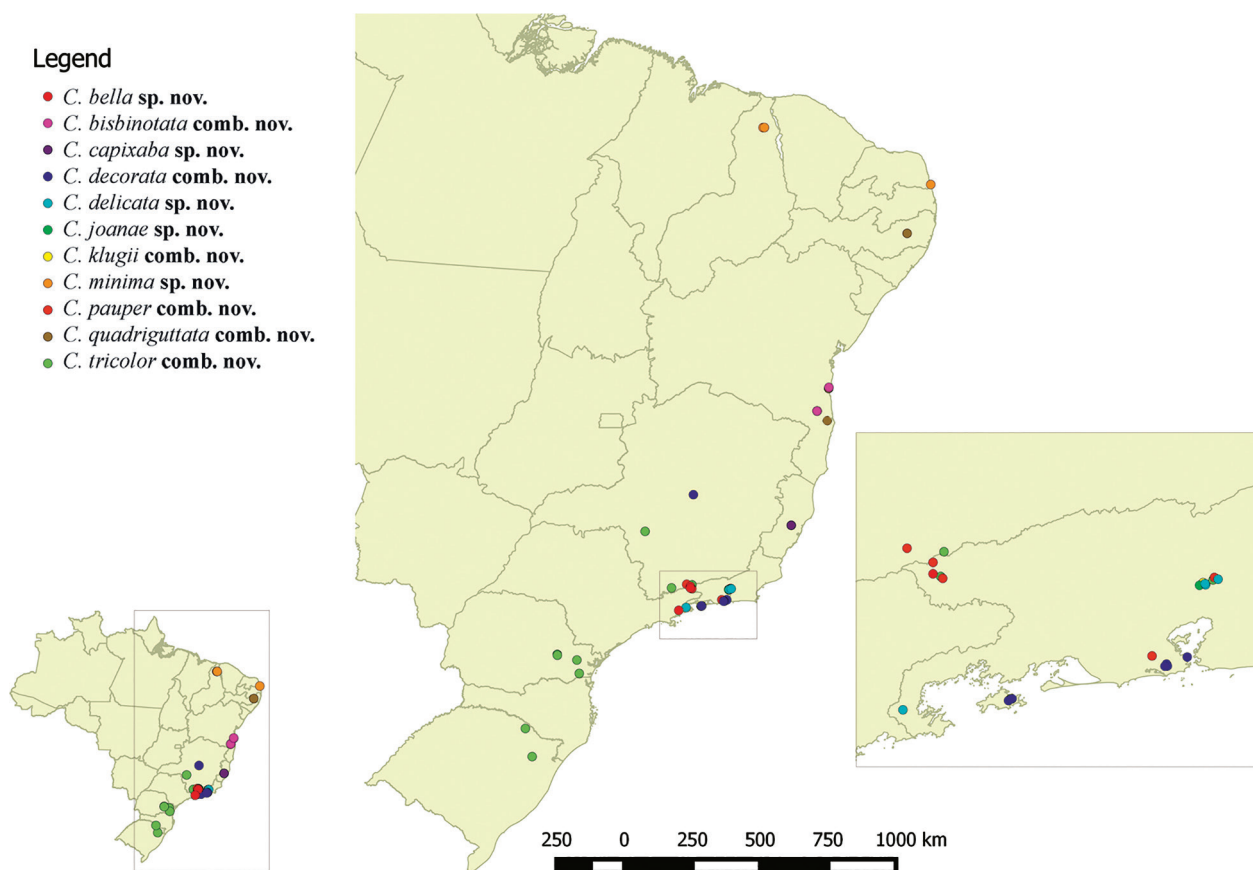 Legend
C. bella sp. nov.
C. bisbinotata comb. nov.
C. capixaba sp. nov.
C. decorata comb. nov.
C. delicata sp. nov.
C. joanae sp. nov.
C. klugii comb. nov.
C. minima sp. nov.
C. pauper comb. nov.
C. quadriguttata comb. nov.
C. tricolor comb. nov.
250 0 250 500 750 1000 km